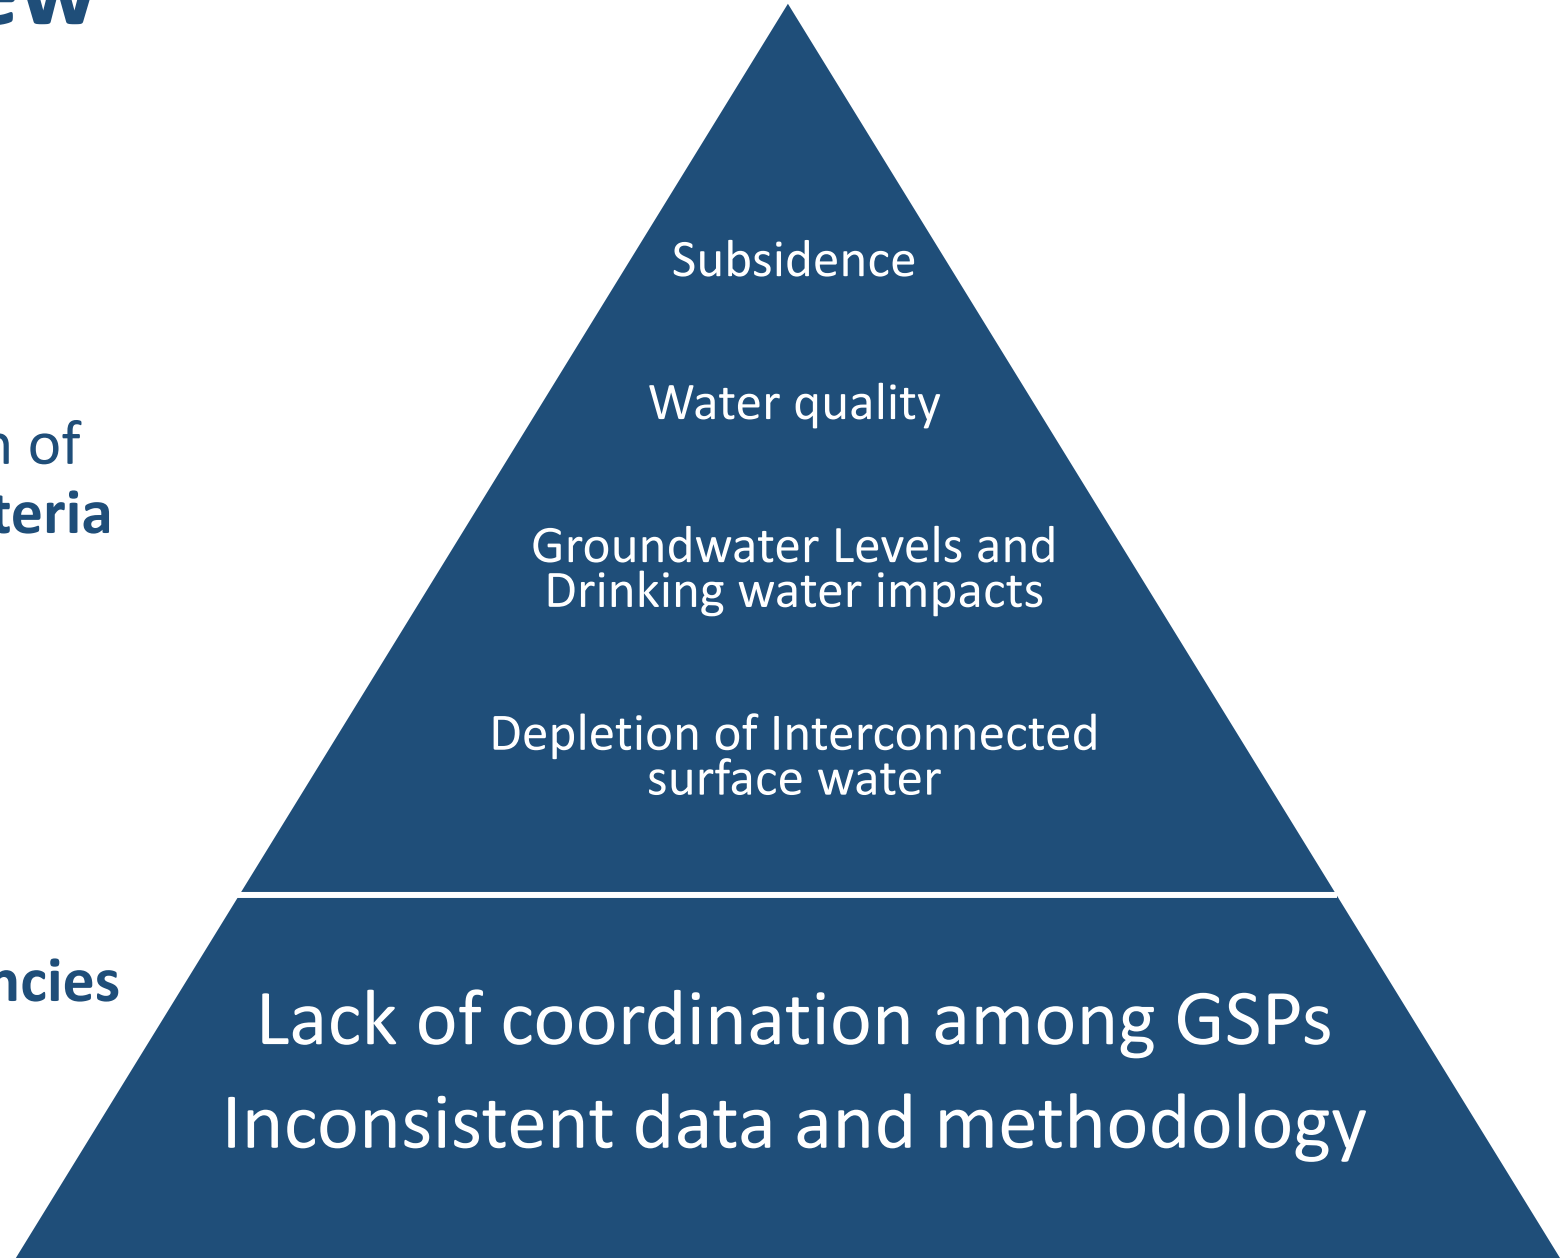 Subsidence
Water quality
n of
teria
Groundwater Levels and
Drinking water impacts
Depletion of Interconnected
surface water
ncies
Lack of coordination among GSPs
Inconsistent data and methodology